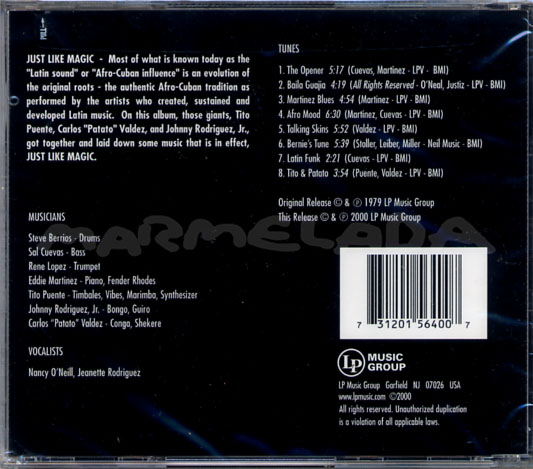 PULL→
JUST LIKE MAGIC - Most of what is known today as the
"Latin sound" or "Afro-Cuban influence" is an evolution of
the original roots - the authentic Afro-Cuban tradition as
performed by the artists who created, sustained and
developed Latin music. On this album, those giants, Tito
Puente, Carlos "Patato" Valdez, and Johnny Rodriguez, Jr.,
got together and laid down some music that is in effect,
JUST LIKE MAGIC.
MUSICIANS
Steve Berrios - Drums
Sal Cuevas - Bass
Rene Lopez - Trumpet
Eddie Martinez - Piano, Fender Rhodes
Tito Puente - Timbales, Vibes, Marimba, Synthesizer
Johnny Rodriguez, Jr. - Bongo, Guiro
Carlos "Patato" Valdez - Conga, Shekere
VOCALISTS
Nancy O'Neill, Jeanette Rodriguez
TUNES
1. The Opener 5:17 (Cuevas, Martinez - LPV - BMI)
2. Baila Guajia 4:19 (All Rights Reserved - O'Neal, Justiz - LPV - BMI)
3. Martinez Blues 4:54 (Martinez - LPV - BMI)
4. Afro Mood 6:30 (Martinez, Cuevas - LPV - BMI)
5. Talking Skins 5:52 (Valdez - LPV - BMI)
6. Bernie's Tune 5:39 (Staller, Leiber, Miller - Neil Music - BMI)
7. Latin Funk 2:21 (Cuevas - LPV - BMI)
8. Tito & Patato 3:54 (Puente, Valdez - LPV - BMI)
Original Release © & ℗ 1979 LP Music Group
This Release © & ℗ 2000 LP Music Group
MARMELADA
7 31201 56400 7
LP MUSIC GROUP
LP Music Group Garfield NJ 07026 USA
www.lpmusic.com ©2000
All rights reserved. Unauthorized duplication
is a violation of all applicable laws.